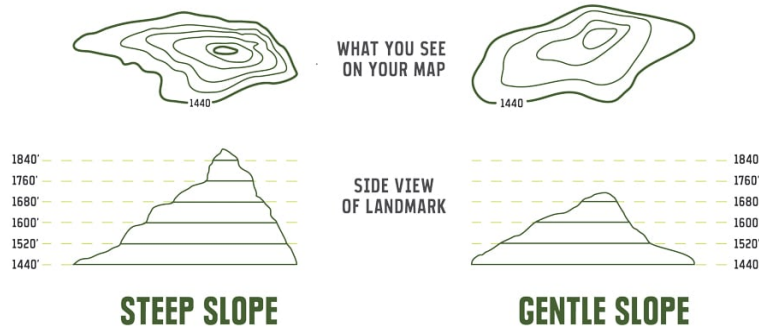 WHAT YOU SEE
ON YOUR MAP
1440
1440
1840'
1760'
1680'
1600'
1520'
1440'
SIDE VIEW
OF LANDMARK
1840'
1760'
1680'
1600'
1520'
1440'
STEEP SLOPE
GENTLE SLOPE